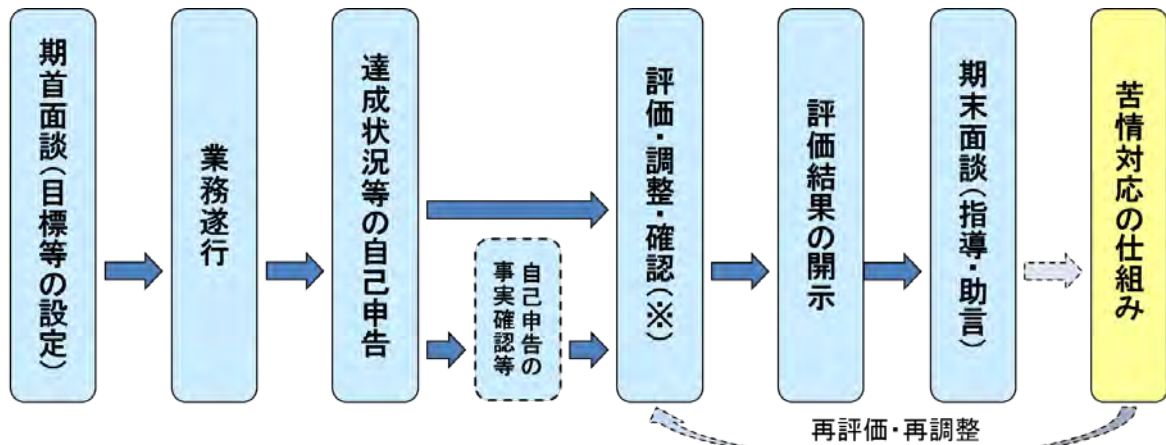 期首面談(目標等の設定)
業務遂行
達成状況等の自己申告
自己申告の
事実確認等
評価・調整・確認(※)
評価結果の開示
期末面談(指導・助言)
苦情対応の仕組み
再評価・再調整